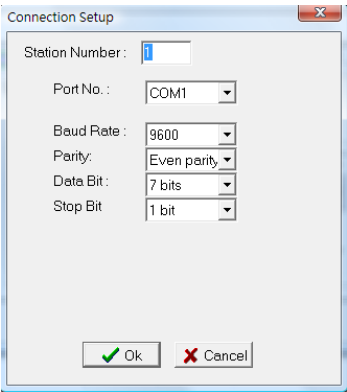 Connection Setup
Station Number : 1
Port No. : COM1
Baud Rate : 9600
Parity: Even parity
Data Bit : 7 bits
Stop Bit 1 bit
Ok Cancel